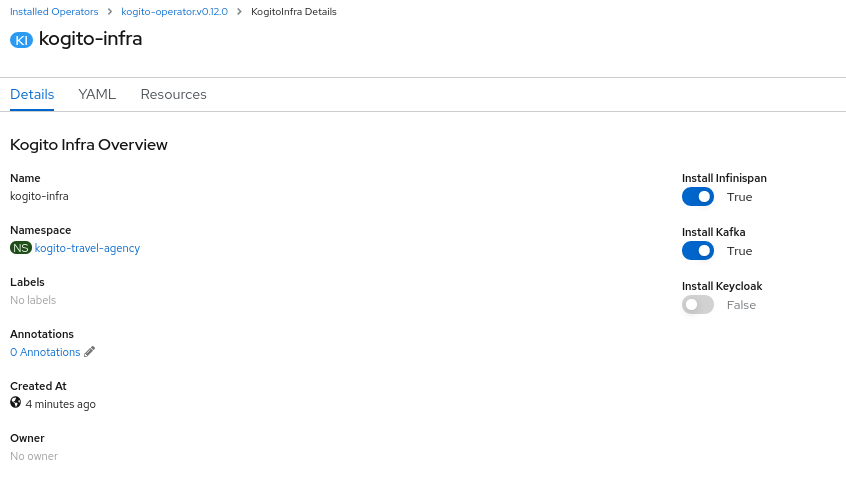 Installed Operators > kogito-operator.v0.12.0 > KogitoInfra Details
KI kogito-infra
Details YAML Resources
Kogito Infra Overview
Name
kogito-infra
Namespace
NS kogito-travel-agency
Labels
No labels
Annotations
0 Annotations
Created At
4 minutes ago
Owner
No owner
Install Infinispan
True
Install Kafka
True
Install Keycloak
False